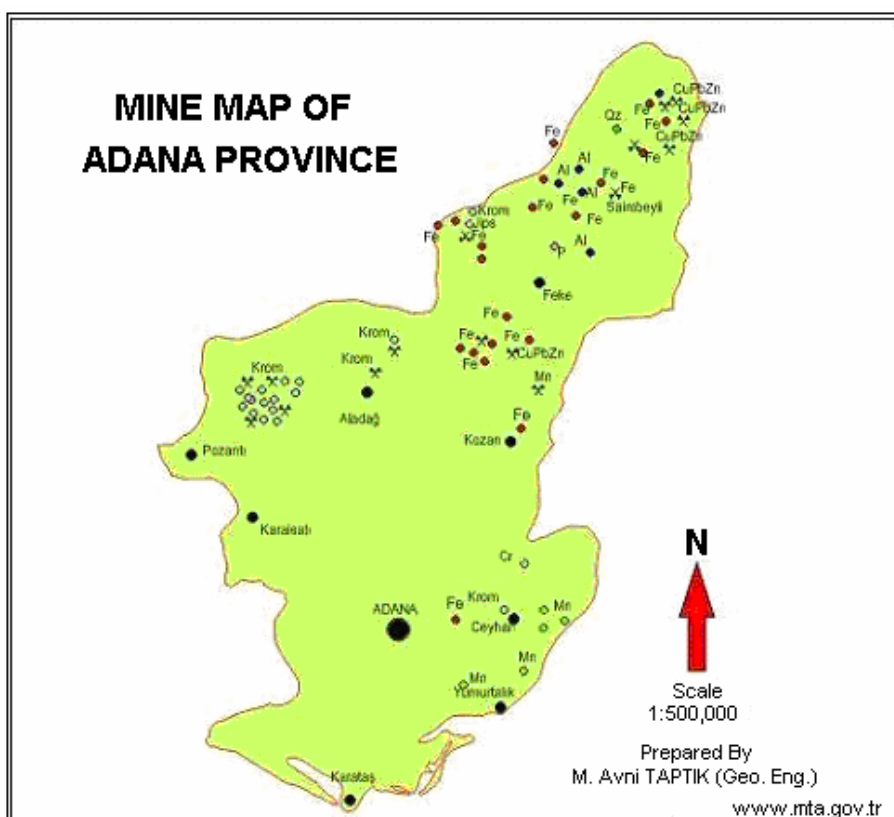 MINE MAP OF
ADANA PROVINCE
CuPbZn
Fe
CuPbZn
Qz
Fe
Fe
CuPbZn
Fe
Al
Al
Fe
Al
Fe
Fe
Saimbeyli
Krom
Jips
Fe
Fe
Fe
Fe
Al
P
Feke
Fe
Krom
Fe
Fe
CuPbZn
Krom
Fe
Krom
Mn
Aladağ
Fe
Kozan
Pozantı
Karaisalı
N
Cr
Krom
Mn
Fe
ADANA
Ceyhan
Mn
Mn
Yumurtalık
Scale
1:500,000
Prepared By
M. Avni TAPTIK (Geo. Eng.)
Karataş
www.mta.gov.tr